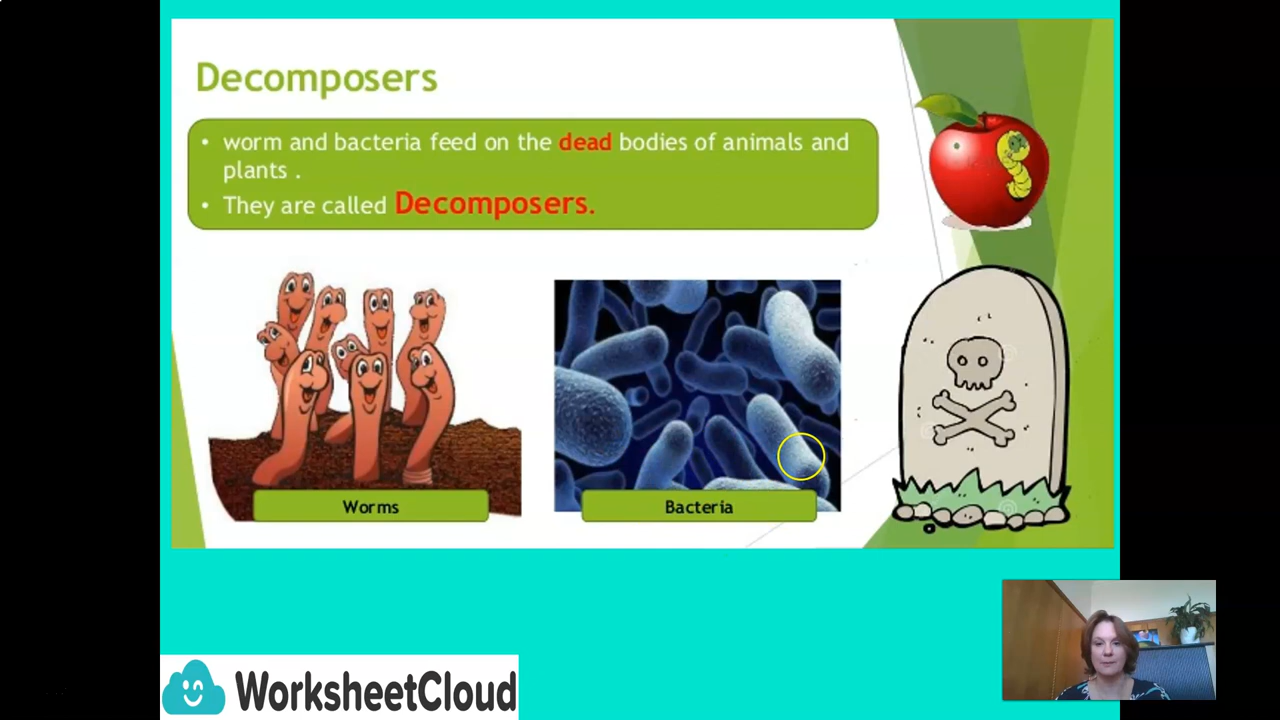 Decomposers
• worm and bacteria feed on the dead bodies of animals and
plants .
• They are called Decomposers.
Worms
Bacteria
WorksheetCloud